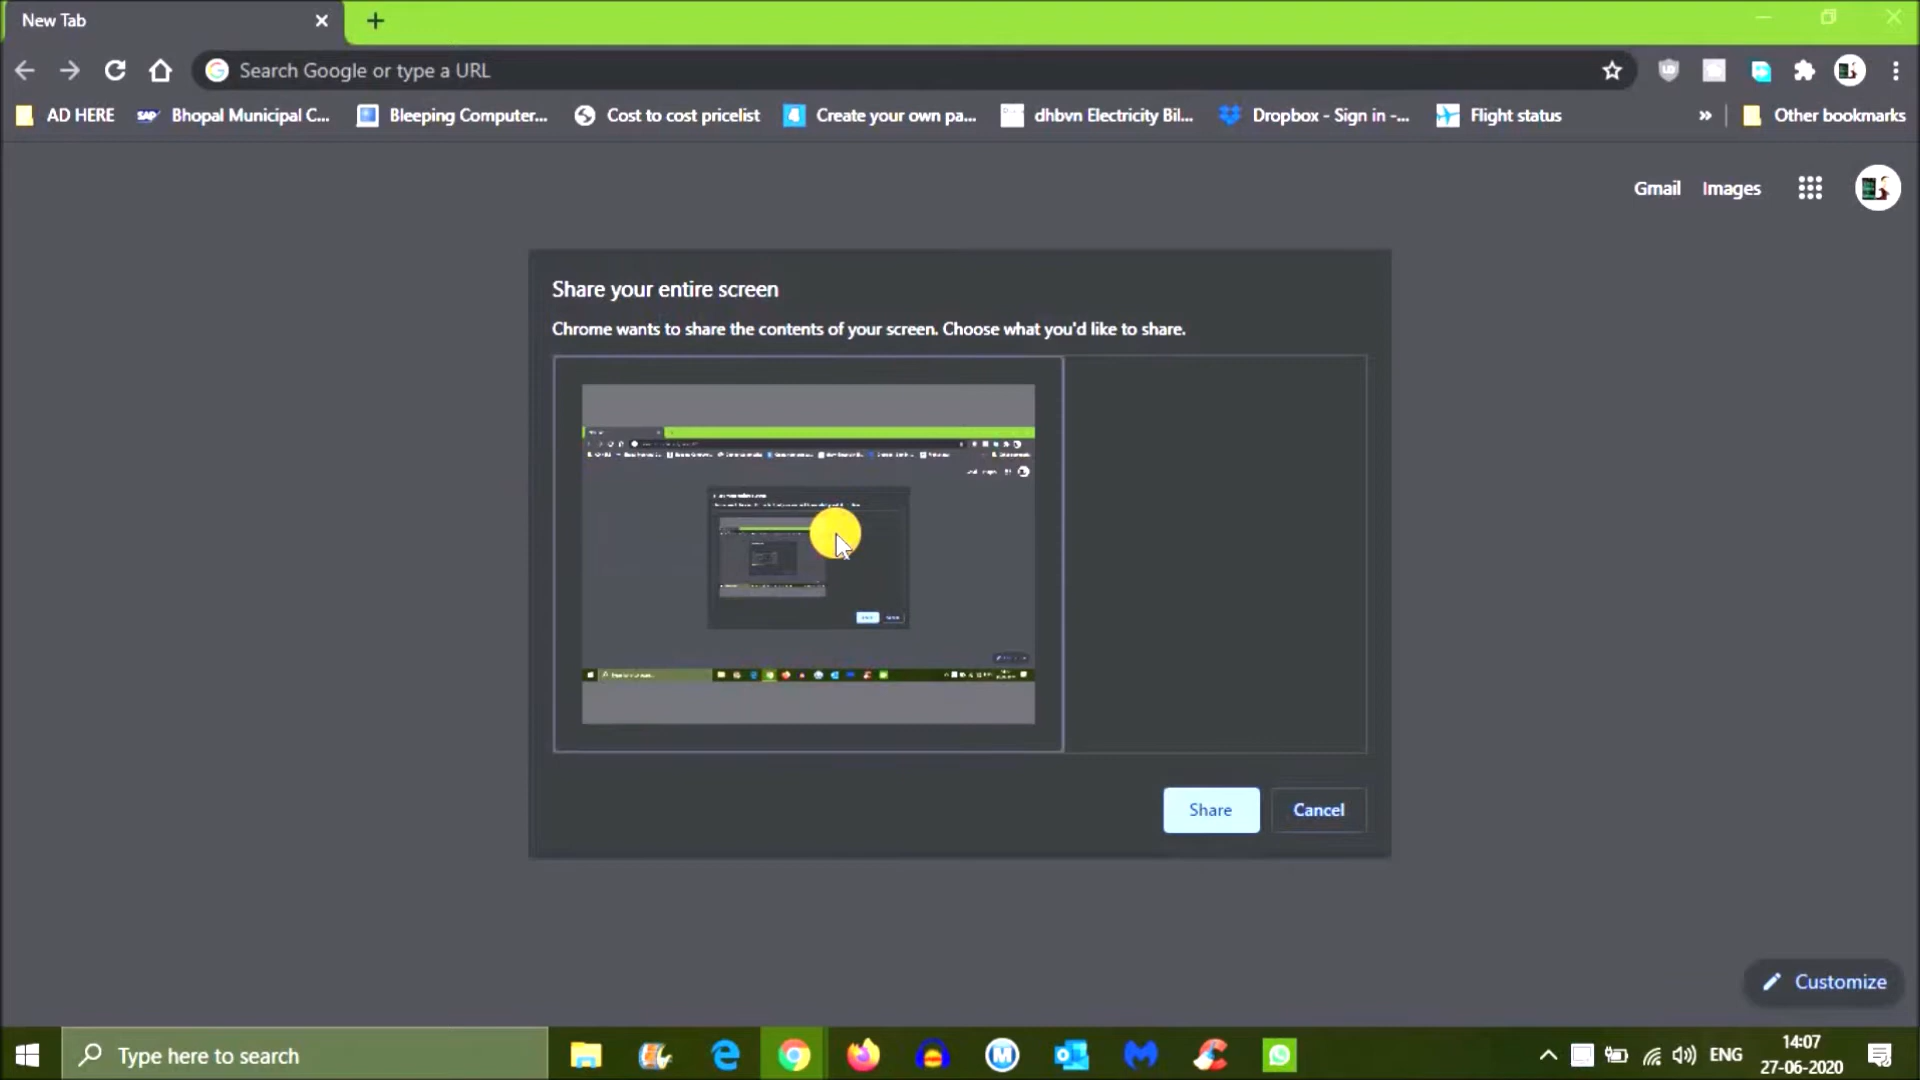 New Tab
Search Google or type a URL
AD HERE
SAP
Bhopal Municipal C...
Bleeping Computer...
Cost to cost pricelist
4
Create your own pa...
dhbvn Electricity Bil...
Dropbox - Sign in -...
Flight status
»
Other bookmarks
Gmail
Images
Share your entire screen
Chrome wants to share the contents of your screen. Choose what you'd like to share.
Share
Cancel
Customize
Type here to search
M
ENG
14:07
27-06-2020